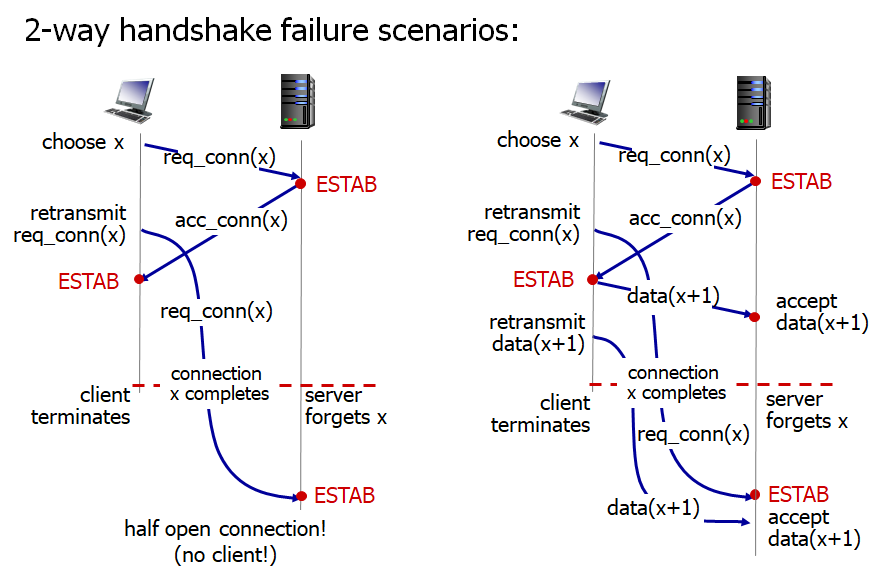 2-way handshake failure scenarios:
choose x
req_conn(x)
ESTAB
retransmit
req_conn(x)
acc_conn(x)
ESTAB
req_conn(x)
connection
x completes
client
terminates
server
forgets x
ESTAB
half open connection!
(no client!)
choose x
req_conn(x)
ESTAB
retransmit
req_conn(x)
acc_conn(x)
ESTAB
data(x+1)
accept
data(x+1)
retransmit
data(x+1)
connection
x completes
client
terminates
server
forgets x
req_conn(x)
ESTAB
data(x+1)
accept
data(x+1)